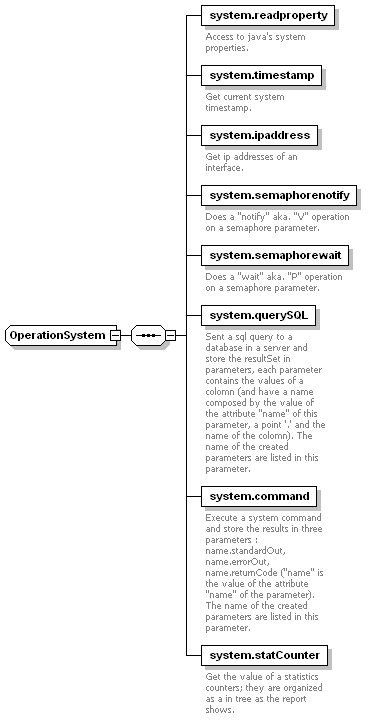 system.readproperty
Access to java's system
properties.
system.timestamp
Get current system
timestamp.
system.ipaddress
Get ip addresses of an
interface.
system.semaphorenotify
Does a "notify" aka. "V" operation
on a semaphore parameter.
system.semaphorewait
Does a "wait" aka. "P" operation
on a semaphore parameter.
OperationSystem
system.querySQL
Sent a sql query to a
database in a server and
store the resultSet in
parameters, each parameter
contains the values of a
colomn (and have a name
composed by the value of
the attribute "name" of this
parameter, a point '.' and the
name of the colomn). The
name of the created
parameters are listed in this
parameter.
system.command
Execute a system command
and store the results in three
parameters :
name.standardOut,
name.errorOut,
name.returnCode ("name" is
the value of the attribute
"name" of the parameter).
The name of the created
parameters are listed in this
parameter.
system.statCounter
Get the value of a statistics
counters; they are organized
as a in tree as the report
shows.